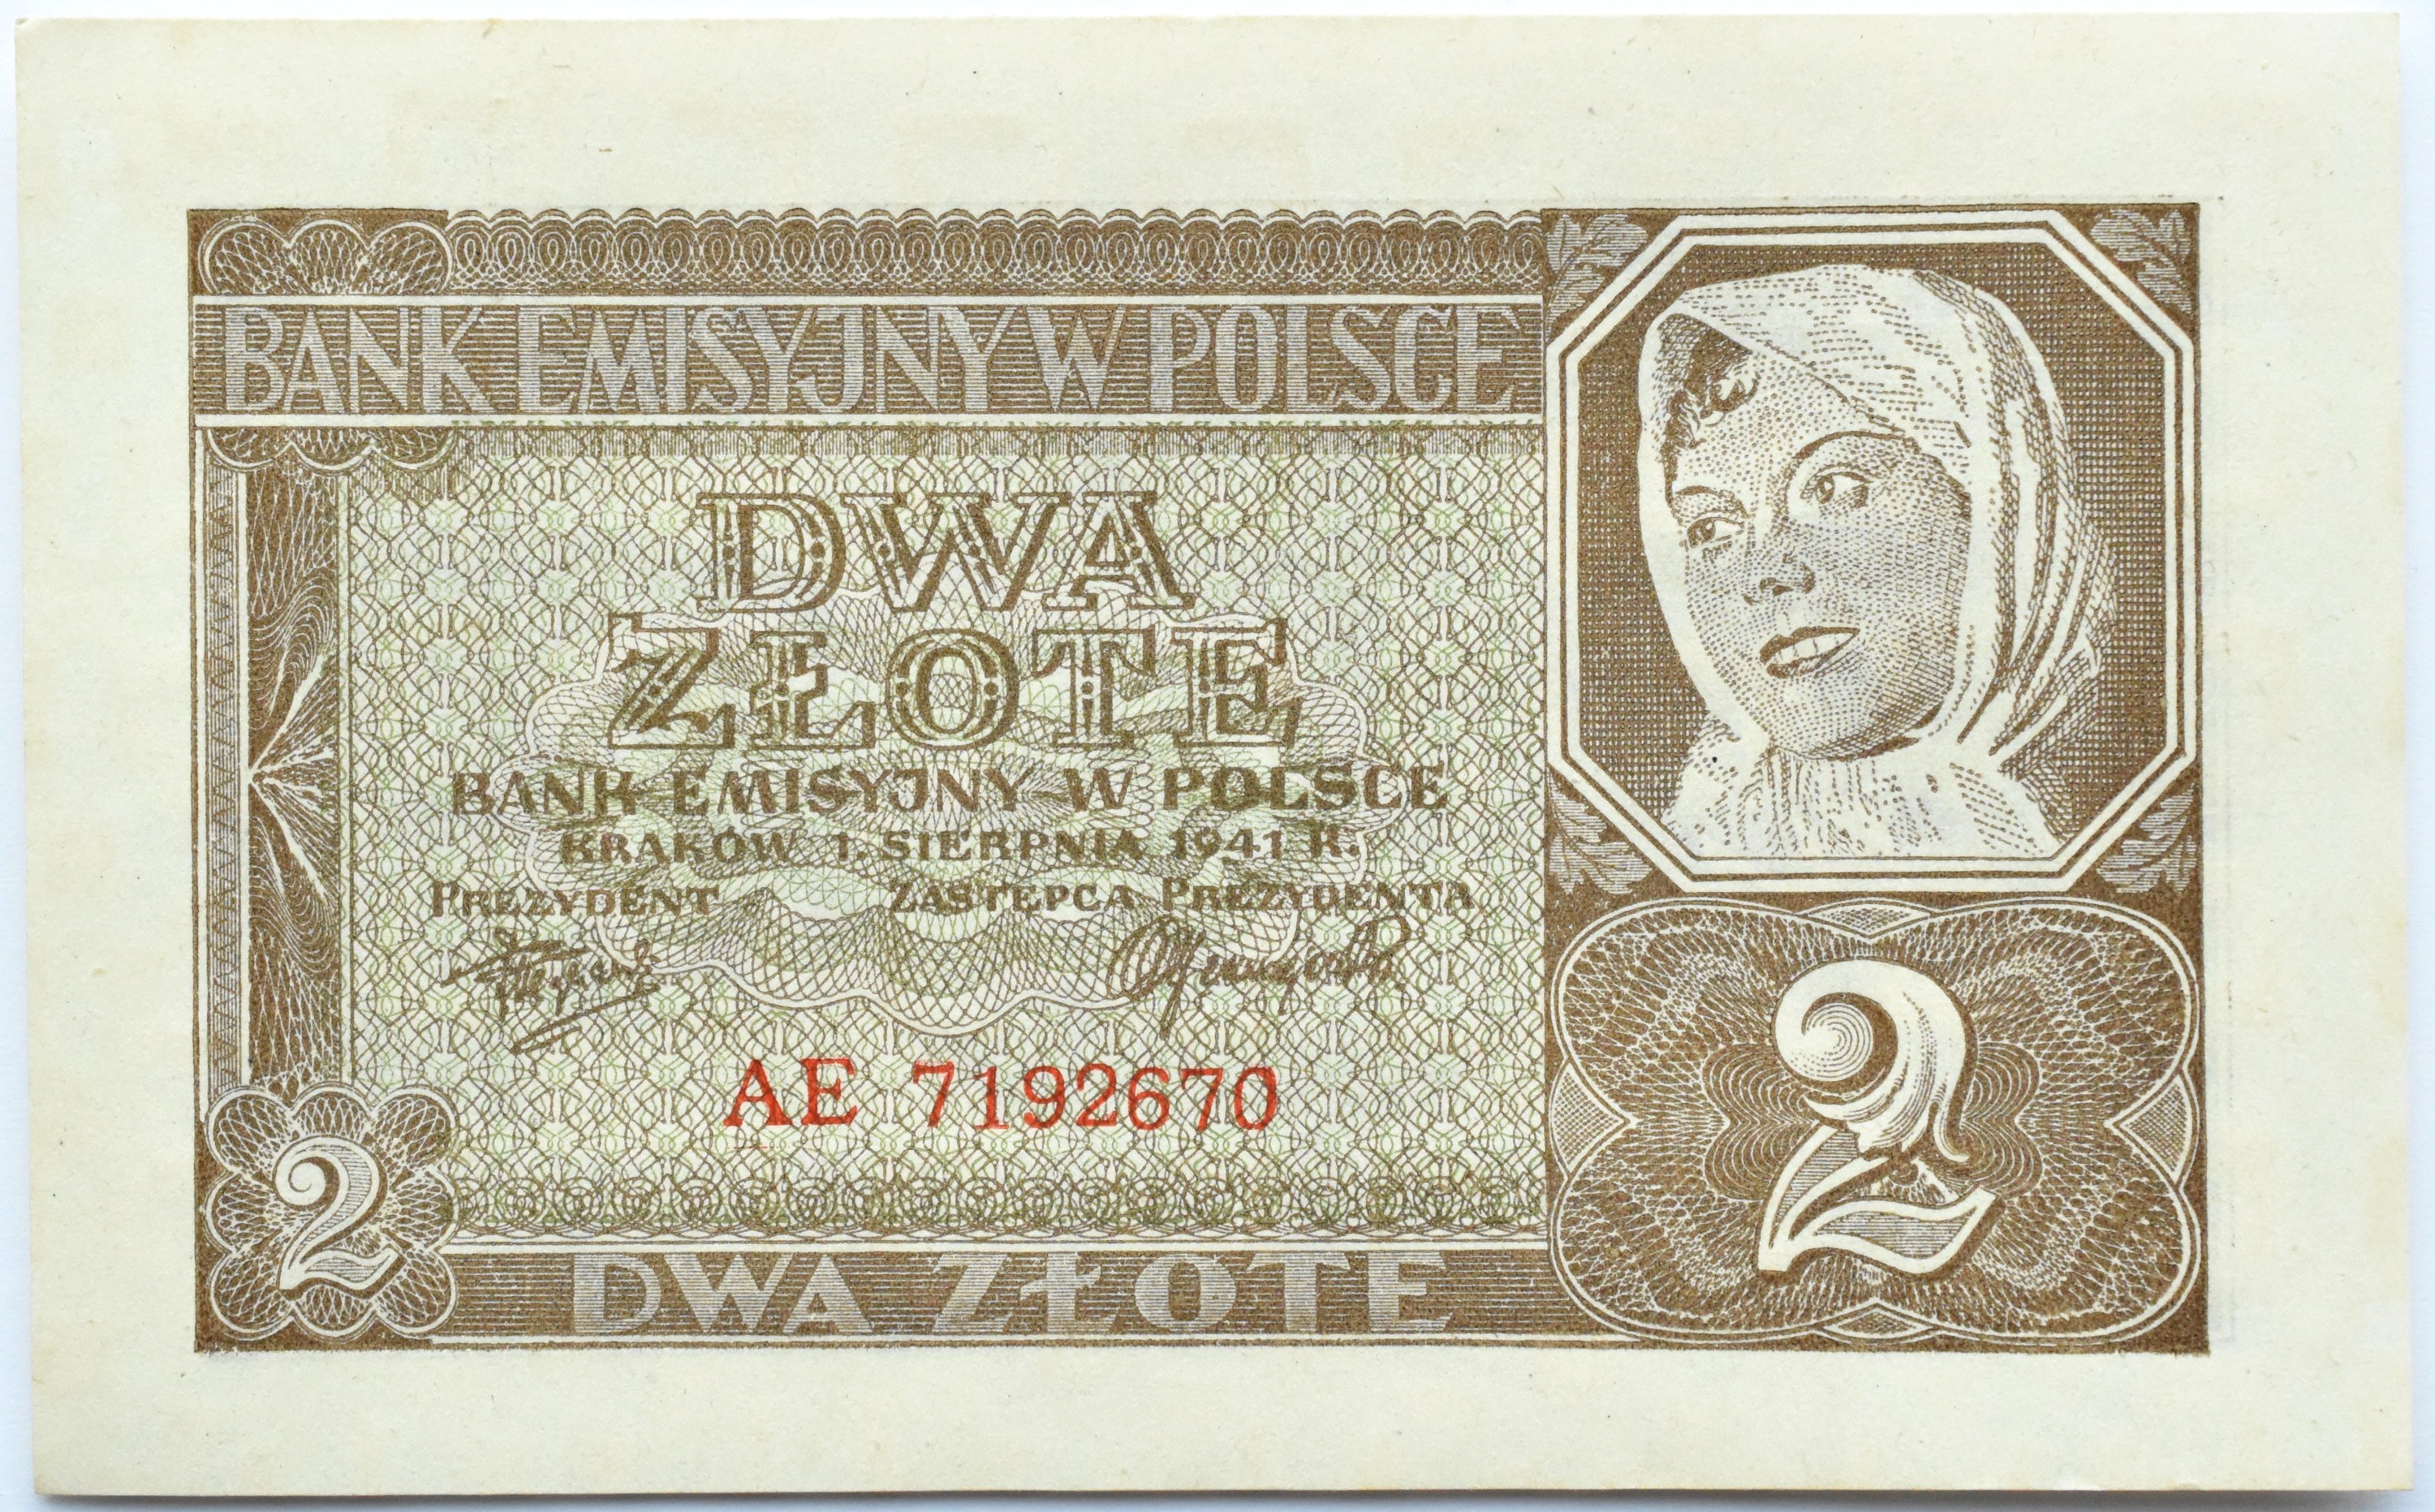 BANK EMISYJNY W POLSCE
DWA
ZŁOTE
BANK EMISYJNY W POLSCE
KRAKÓW 1. SIERPNIA 1941 R.
PREZYDENT ZASTĘPCA PREZYDENTA
AE 7192670
2
DWA ZŁOTE
2